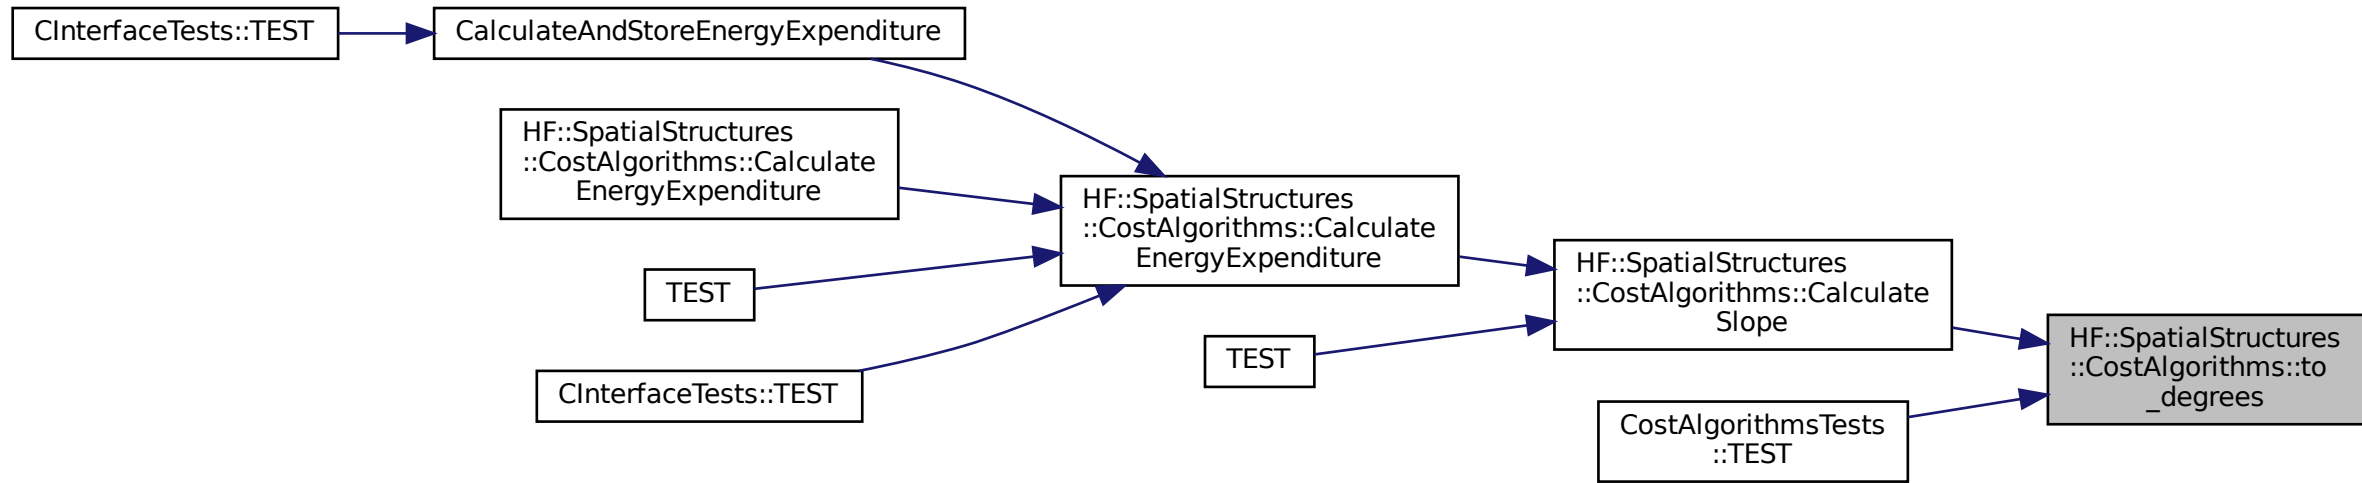 CInterfaceTests::TEST
CalculateAndStoreEnergyExpenditure
HF::SpatialStructures
::CostAlgorithms::Calculate
EnergyExpenditure
TEST
CInterfaceTests::TEST
HF::SpatialStructures
::CostAlgorithms::Calculate
EnergyExpenditure
TEST
HF::SpatialStructures
::CostAlgorithms::Calculate
Slope
CostAlgorithmsTests
::TEST
HF::SpatialStructures
::CostAlgorithms::to
_degrees